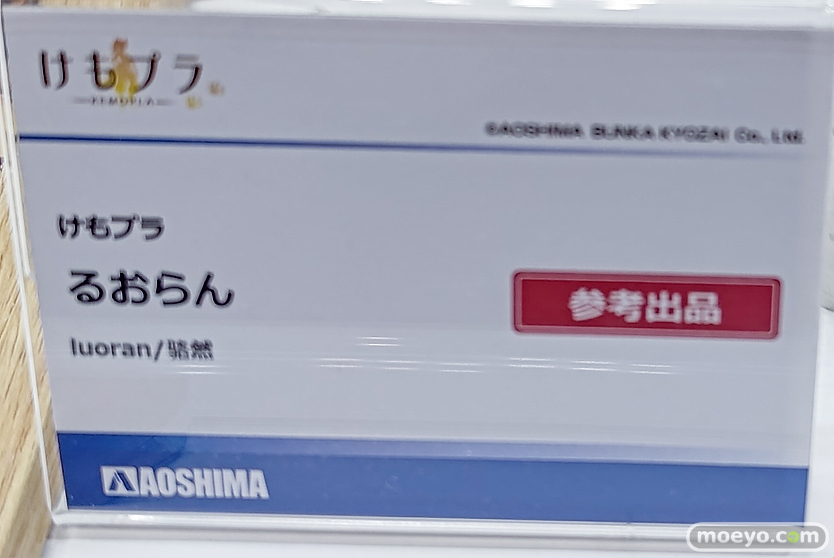 けもプラ
KEMOPLA
©AOSHIMA BUNKA KYOZAI Co., Ltd.
けもプラ
るおらん
参考出品
luoran/骆然
AOSHIMA
moeyo.com